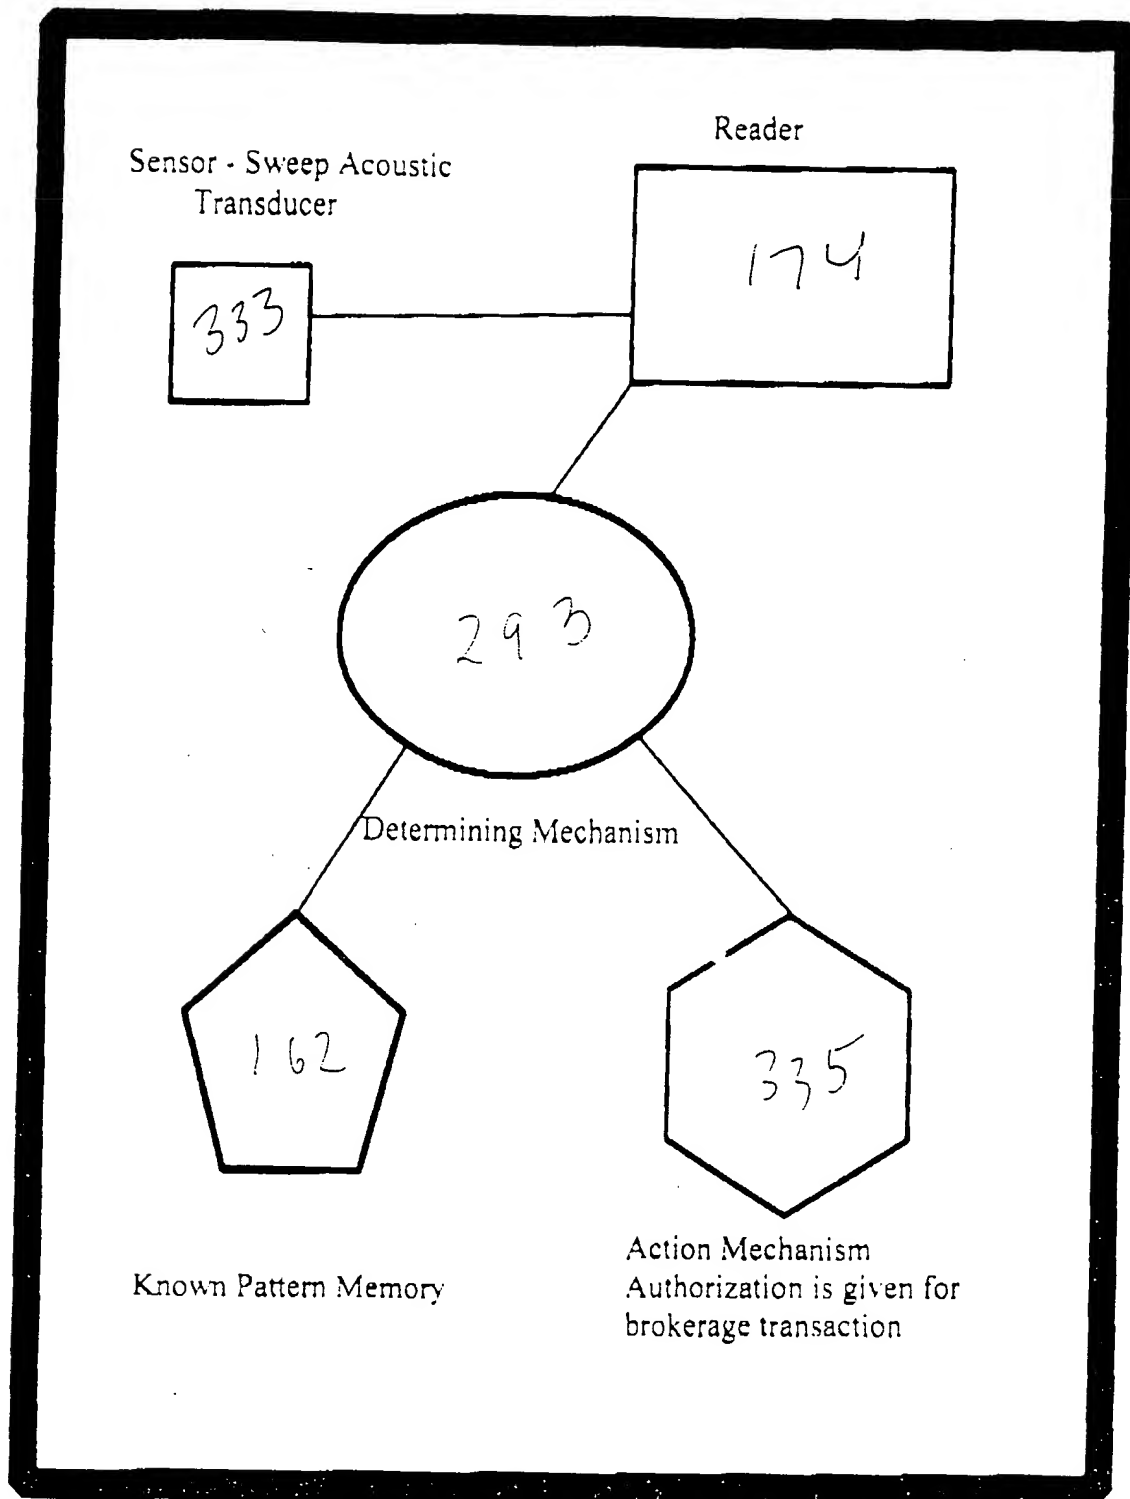 Reader
Sensor - Sweep Acoustic
Transducer
174
333
293
Determining Mechanism
162
335
Known Pattern Memory
Action Mechanism
Authorization is given for
brokerage transaction